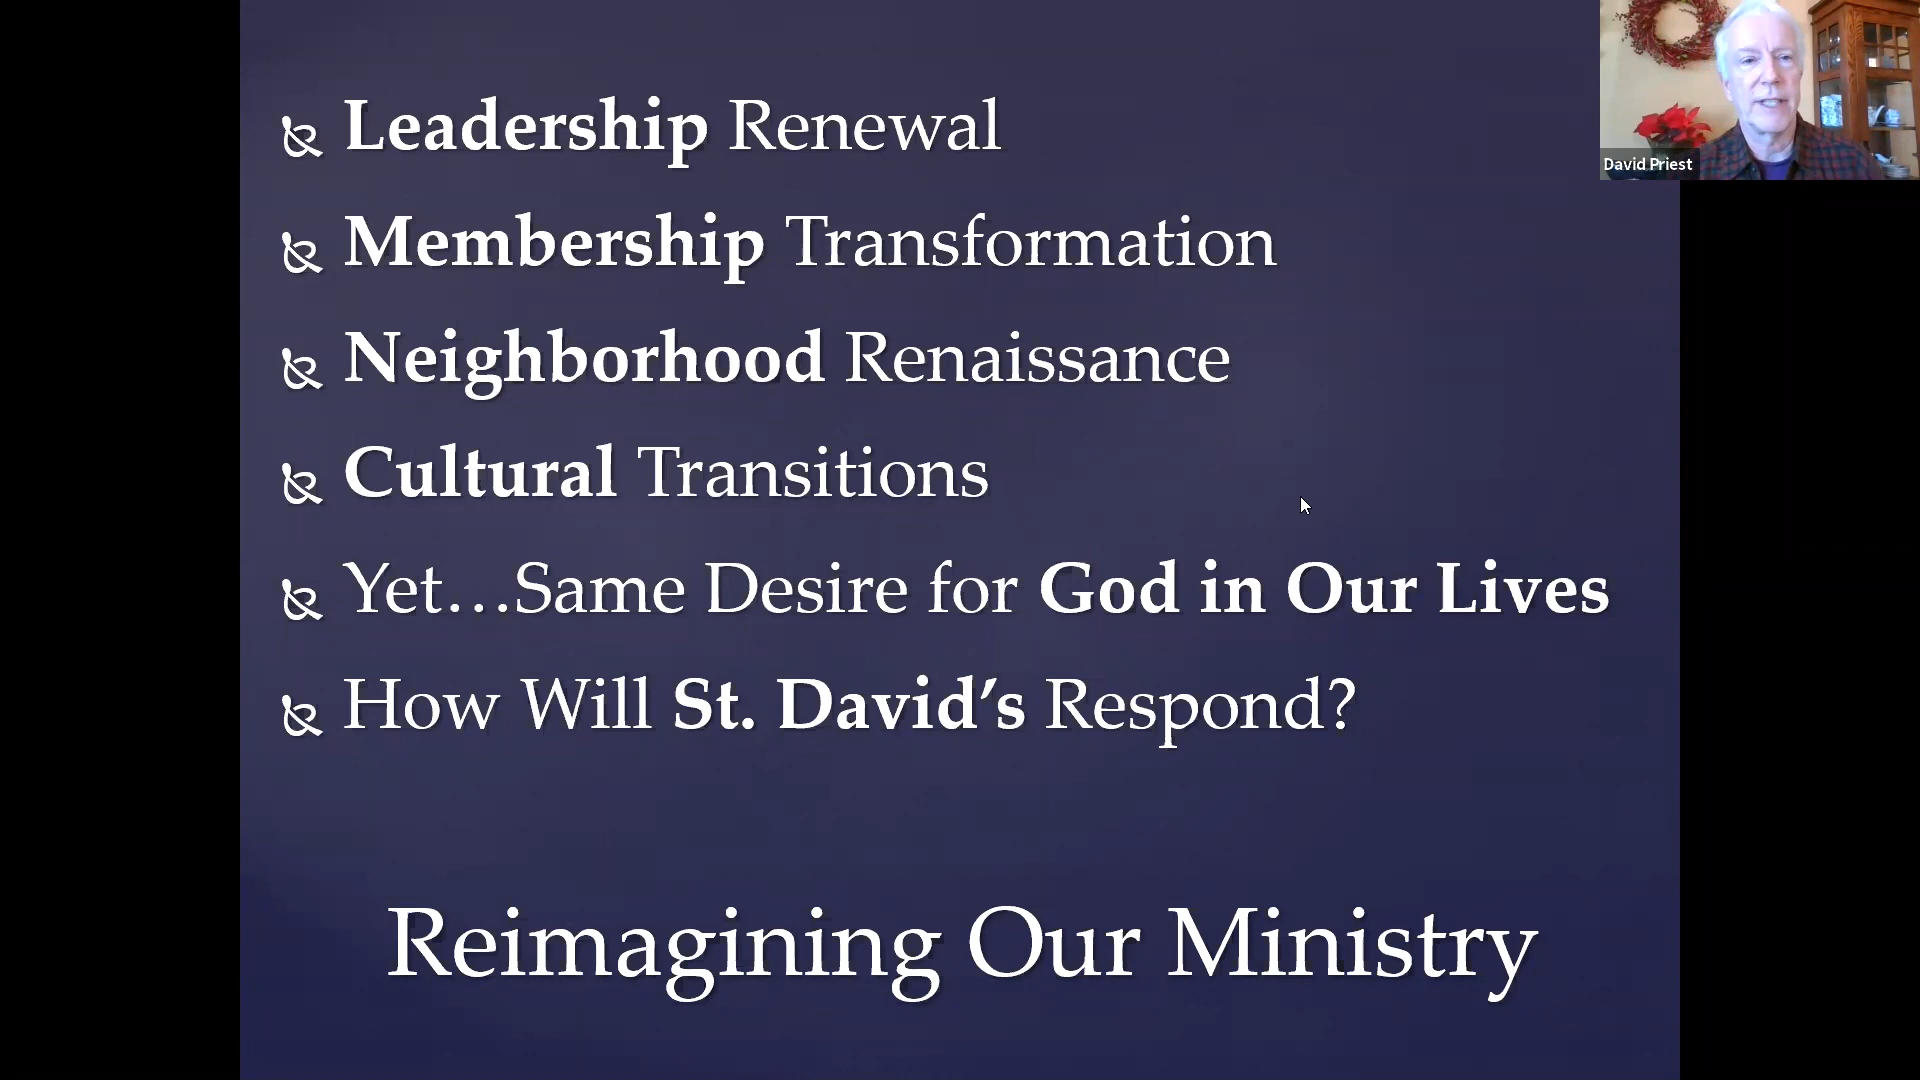 Leadership Renewal
Membership Transformation
Neighborhood Renaissance
Cultural Transitions
Yet…Same Desire for God in Our Lives
How Will St. David’s Respond?
Reimagining Our Ministry
David Priest